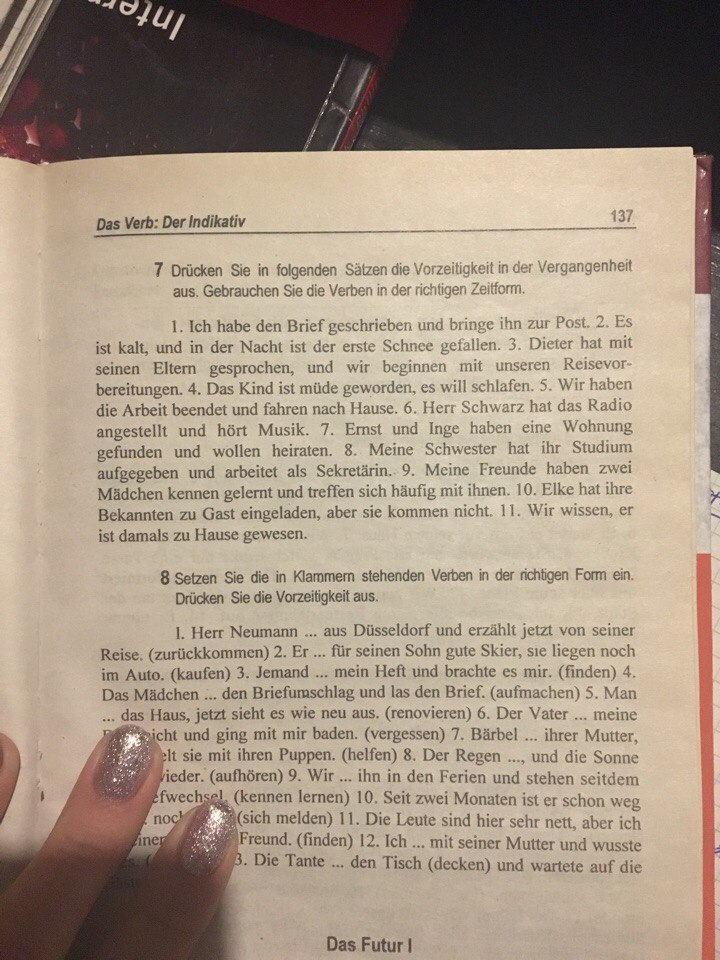 Intern
Das Verb: Der Indikativ 137
7 Drücken Sie in folgenden Sätzen die Vorzeitigkeit in der Vergangenheit
aus. Gebrauchen Sie die Verben in der richtigen Zeitform.
1. Ich habe den Brief geschrieben und bringe ihn zur Post. 2. Es
ist kalt, und in der Nacht ist der erste Schnee gefallen. 3. Dieter hat mit
seinen Eltern gesprochen, und wir beginnen mit unseren Reisevor-
bereitungen. 4. Das Kind ist müde geworden, es will schlafen. 5. Wir haben
die Arbeit beendet und fahren nach Hause. 6. Herr Schwarz hat das Radio
angestellt und hört Musik. 7. Ernst und Inge haben eine Wohnung
gefunden und wollen heiraten. 8. Meine Schwester hat ihr Studium
aufgegeben und arbeitet als Sekretärin. 9. Meine Freunde haben zwei
Mädchen kennen gelernt und treffen sich häufig mit ihnen. 10. Elke hat ihre
Bekannten zu Gast eingeladen, aber sie kommen nicht. 11. Wir wissen, er
ist damals zu Hause gewesen.
8 Setzen Sie die in Klammern stehenden Verben in der richtigen Form ein.
Drücken Sie die Vorzeitigkeit aus.
1. Herr Neumann ... aus Düsseldorf und erzählt jetzt von seiner
Reise. (zurückkommen) 2. Er ... für seinen Sohn gute Skier, sie liegen noch
im Auto. (kaufen) 3. Jemand ... mein Heft und brachte es mir. (finden) 4.
Das Mädchen ... den Briefumschlag und las den Brief. (aufmachen) 5. Man
... das Haus, jetzt sieht es wie neu aus. (renovieren) 6. Der Vater ... meine
icht und ging mit mir baden. (vergessen) 7. Bärbel ... ihrer Mutter,
elt sie mit ihren Puppen. (helfen) 8. Der Regen ..., und die Sonne
wieder. (aufhören) 9. Wir ... ihn in den Ferien und stehen seitdem
efwechsel. (kennen lernen) 10. Seit zwei Monaten ist er schon weg
noch (sich melden) 11. Die Leute sind hier sehr nett, aber ich
einen Freund. (finden) 12. Ich ... mit seiner Mutter und wusste
3. Die Tante ... den Tisch (decken) und wartete auf die
Das Futur I